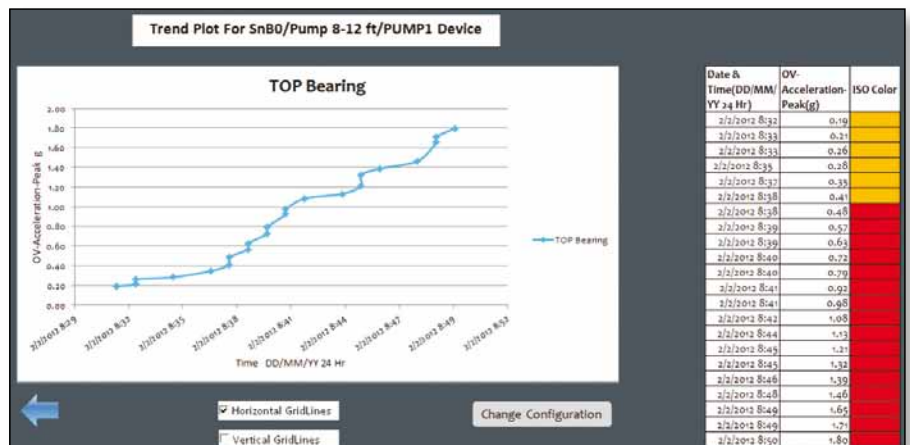 Trend Plot For SnB0/Pump 8-12 ft/PUMP1 Device
TOP Bearing
OV-Acceleration-Peak g
2.00
1.80
1.60
1.40
1.20
1.00
0.80
0.60
0.40
0.20
0.00
2/2/2012 8:29
2/2/2012 8:32
2/2/2012 8:35
2/2/2012 8:38
2/2/2012 8:41
2/2/2012 8:44
2/2/2012 8:47
2/2/2012 8:49
2/2/2012 8:52
Time DD/MM/YY 24 Hr
TOP Bearing
Horizontal GridLines
Vertical GridLines
Change Configuration
Date & Time(DD/MM/YY 24 Hr) OV-Acceleration-Peak(g) ISO Color
2/2/2012 8:32 0.19
2/2/2012 8:33 0.21
2/2/2012 8:33 0.26
2/2/2012 8:35 0.28
2/2/2012 8:37 0.35
2/2/2012 8:38 0.41
2/2/2012 8:38 0.48
2/2/2012 8:39 0.57
2/2/2012 8:39 0.63
2/2/2012 8:40 0.72
2/2/2012 8:40 0.79
2/2/2012 8:41 0.92
2/2/2012 8:41 0.98
2/2/2012 8:42 1.08
2/2/2012 8:44 1.13
2/2/2012 8:45 1.21
2/2/2012 8:45 1.32
2/2/2012 8:46 1.39
2/2/2012 8:48 1.46
2/2/2012 8:49 1.65
2/2/2012 8:49 1.71
2/2/2012 8:50 1.80